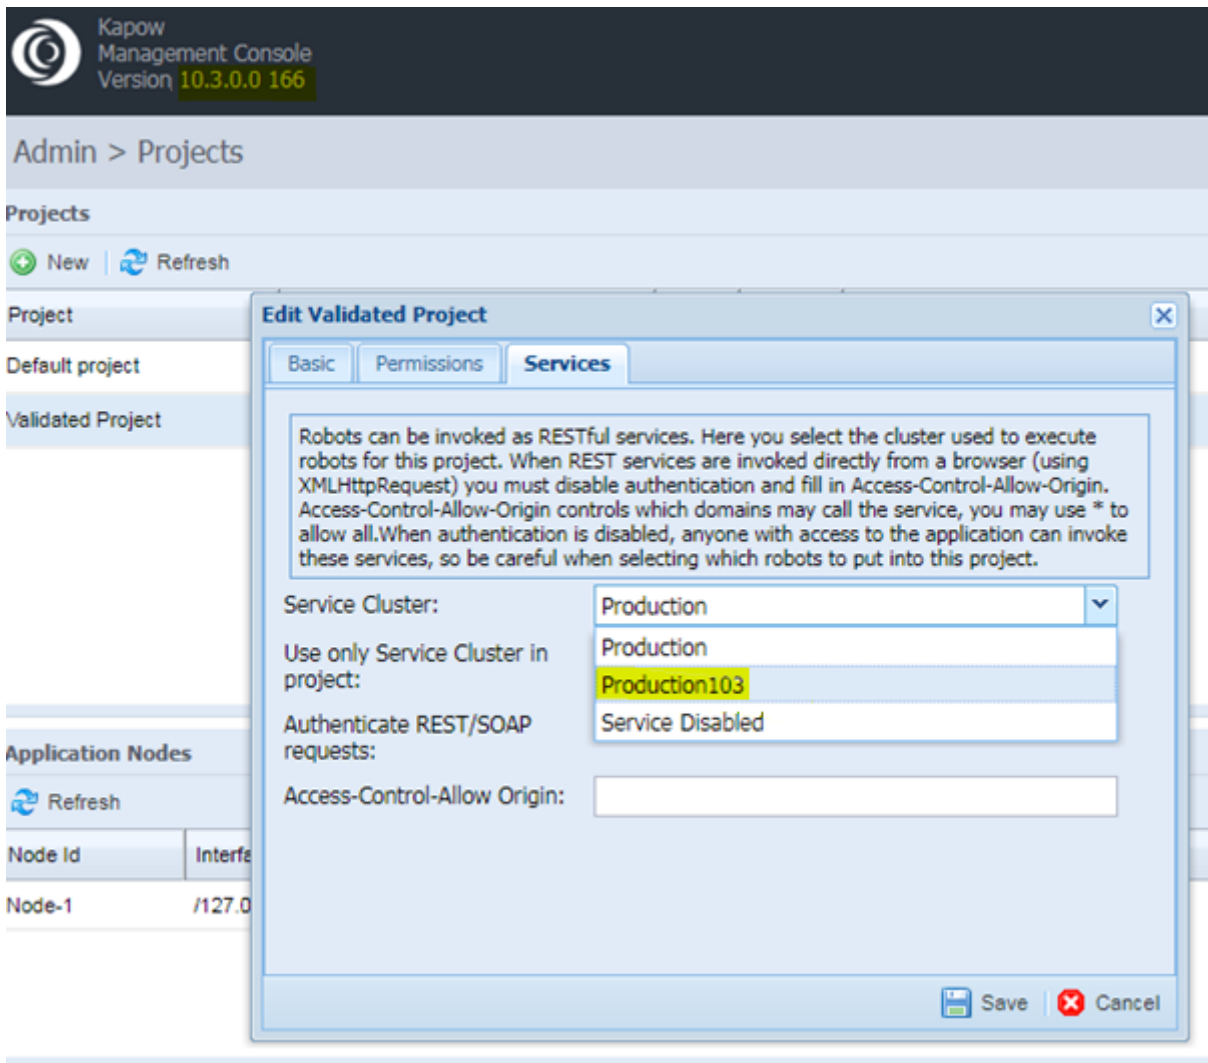 Kapow
Management Console
Version 10.3.0.0 166
Admin > Projects
Projects
New
Refresh
Project
Default project
Validated Project
Edit Validated Project
Basic
Permissions
Services
Robots can be invoked as RESTful services. Here you select the cluster used to execute
robots for this project. When REST services are invoked directly from a browser (using
XMLHttpRequest) you must disable authentication and fill in Access-Control-Allow-Origin.
Access-Control-Allow-Origin controls which domains may call the service, you may use * to
allow all.When authentication is disabled, anyone with access to the application can invoke
these services, so be careful when selecting which robots to put into this project.
Service Cluster:
Production
Production
Use only Service Cluster in
project:
Production103
Service Disabled
Authenticate REST/SOAP
requests:
Access-Control-Allow Origin:
Save
Cancel
Application Nodes
Refresh
Node Id
Interfa
Node-1
/127.0